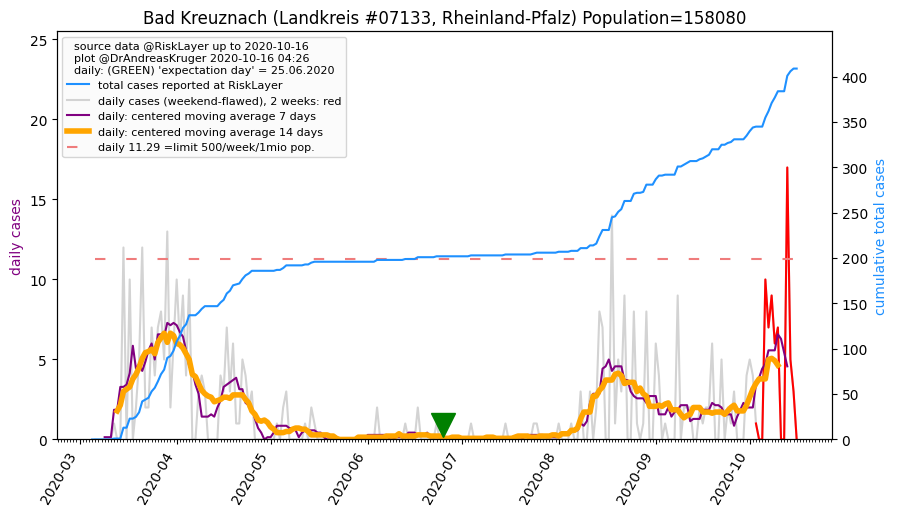 Bad Kreuznach (Landkreis #07133, Rheinland-Pfalz) Population=158080
source data @RiskLayer up to 2020-10-16
plot @DrAndreasKruger 2020-10-16 04:26
daily: (GREEN) 'expectation day' = 25.06.2020
total cases reported at RiskLayer
daily cases (weekend-flawed), 2 weeks: red
daily: centered moving average 7 days
daily: centered moving average 14 days
daily 11.29 =limit 500/week/1mio pop.
daily cases
25
20
15
10
5
0
cumulative total cases
400
350
300
250
200
150
100
50
0
2020-03
2020-04
2020-05
2020-06
2020-07
2020-08
2020-09
2020-10